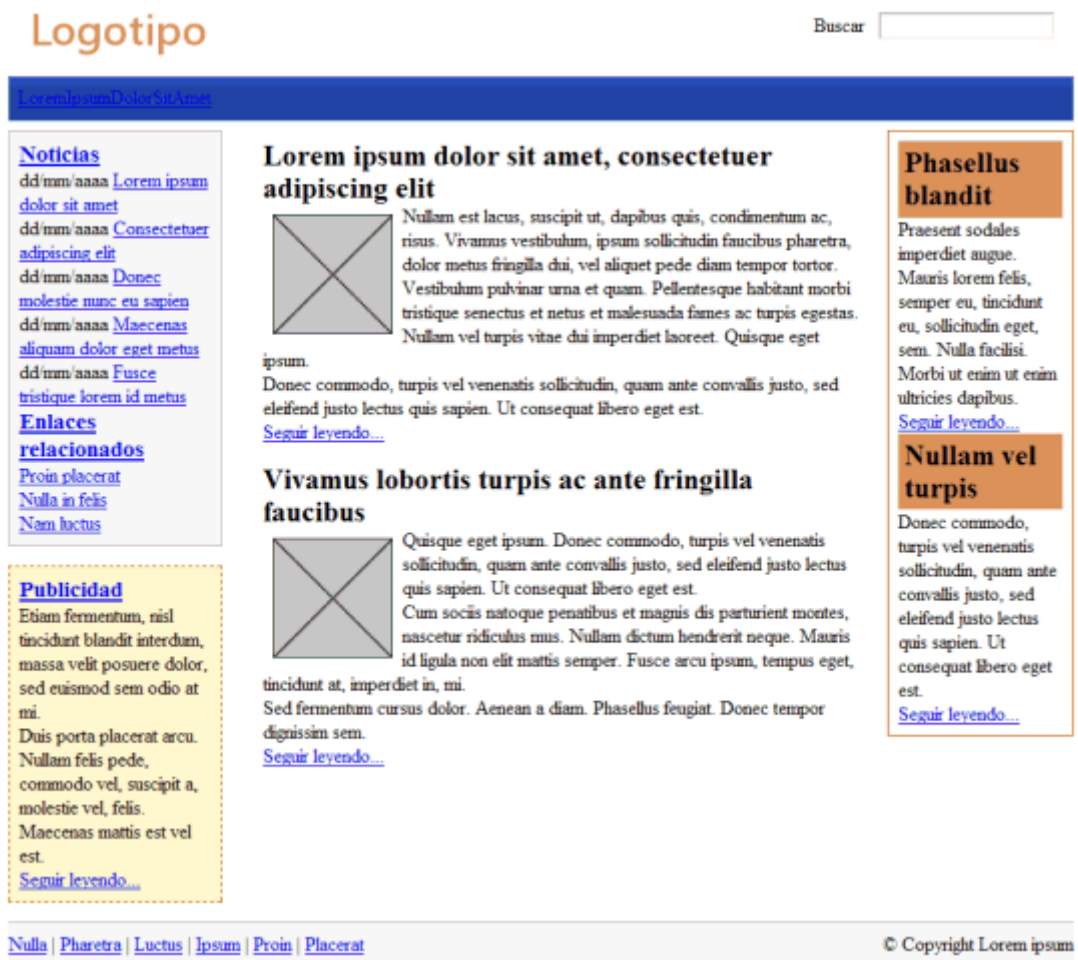 Logotipo
Buscar
LoremIpsumDolorSitAmet
Noticias
dd/mm/aaaa Lorem ipsum
dolor sit amet
dd/mm/aaaa Consectetuer
adipiscing elit
dd/mm/aaaa Donec
molestie nunc eu sapien
dd/mm/aaaa Maecenas
aliquam dolor eget metus
dd/mm/aaaa Fusce
tristique lorem id metus
Enlaces
relacionados
Proin placerat
Nulla in felis
Nam luctus
Publicidad
Etiam fermentum, nisl
tincidunt blandit interdum,
massa velit posuere dolor,
sed euismod sem odio at
mi.
Duis porta placerat arcu.
Nullam felis pede,
commodo vel, suscipit a,
molestie vel, felis.
Maecenas mattis est vel
est.
Seguir leyendo...
Lorem ipsum dolor sit amet, consectetuer
adipiscing elit
Nullam est lacus, suscipit ut, dapibus quis, condimentum ac,
risus. Vivamus vestibulum, ipsum sollicitudin faucibus pharetra,
dolor metus fringilla dui, vel aliquet pede diam tempor tortor.
Vestibulum pulvinar urna et quam. Pellentesque habitant morbi
tristique senectus et netus et malesuada fames ac turpis egestas.
Nullam vel turpis vitae dui imperdiet laoreet. Quisque eget
ipsum.
Donec commodo, turpis vel venenatis sollicitudin, quam ante convallis justo, sed
eleifend justo lectus quis sapien. Ut consequat libero eget est.
Seguir leyendo...
Vivamus lobortis turpis ac ante fringilla
faucibus
Quisque eget ipsum. Donec commodo, turpis vel venenatis
sollicitudin, quam ante convallis justo, sed eleifend justo lectus
quis sapien. Ut consequat libero eget est.
Cum sociis natoque penatibus et magnis dis parturient montes,
nascetur ridiculus mus. Nullam dictum hendrerit neque. Mauris
id ligula non elit mattis semper. Fusce arcu ipsum, tempus eget,
tincidunt at, imperdiet in, mi.
Sed fermentum cursus dolor. Aenean a diam. Phasellus feugiat. Donec tempor
dignissim sem.
Seguir leyendo...
Phasellus
blandit
Praesent sodales
imperdiet augue.
Mauris lorem felis,
semper eu, tincidunt
eu, sollicitudin eget,
sem. Nulla facilisi.
Morbi ut enim ut enim
ultricies dapibus.
Seguir leyendo...
Nullam vel
turpis
Donec commodo,
turpis vel venenatis
sollicitudin, quam ante
convallis justo, sed
eleifend justo lectus
quis sapien. Ut
consequat libero eget
est.
Seguir leyendo...
Nulla | Pharetra | Luctus | Ipsum | Proin | Placerat
© Copyright Lorem ipsum